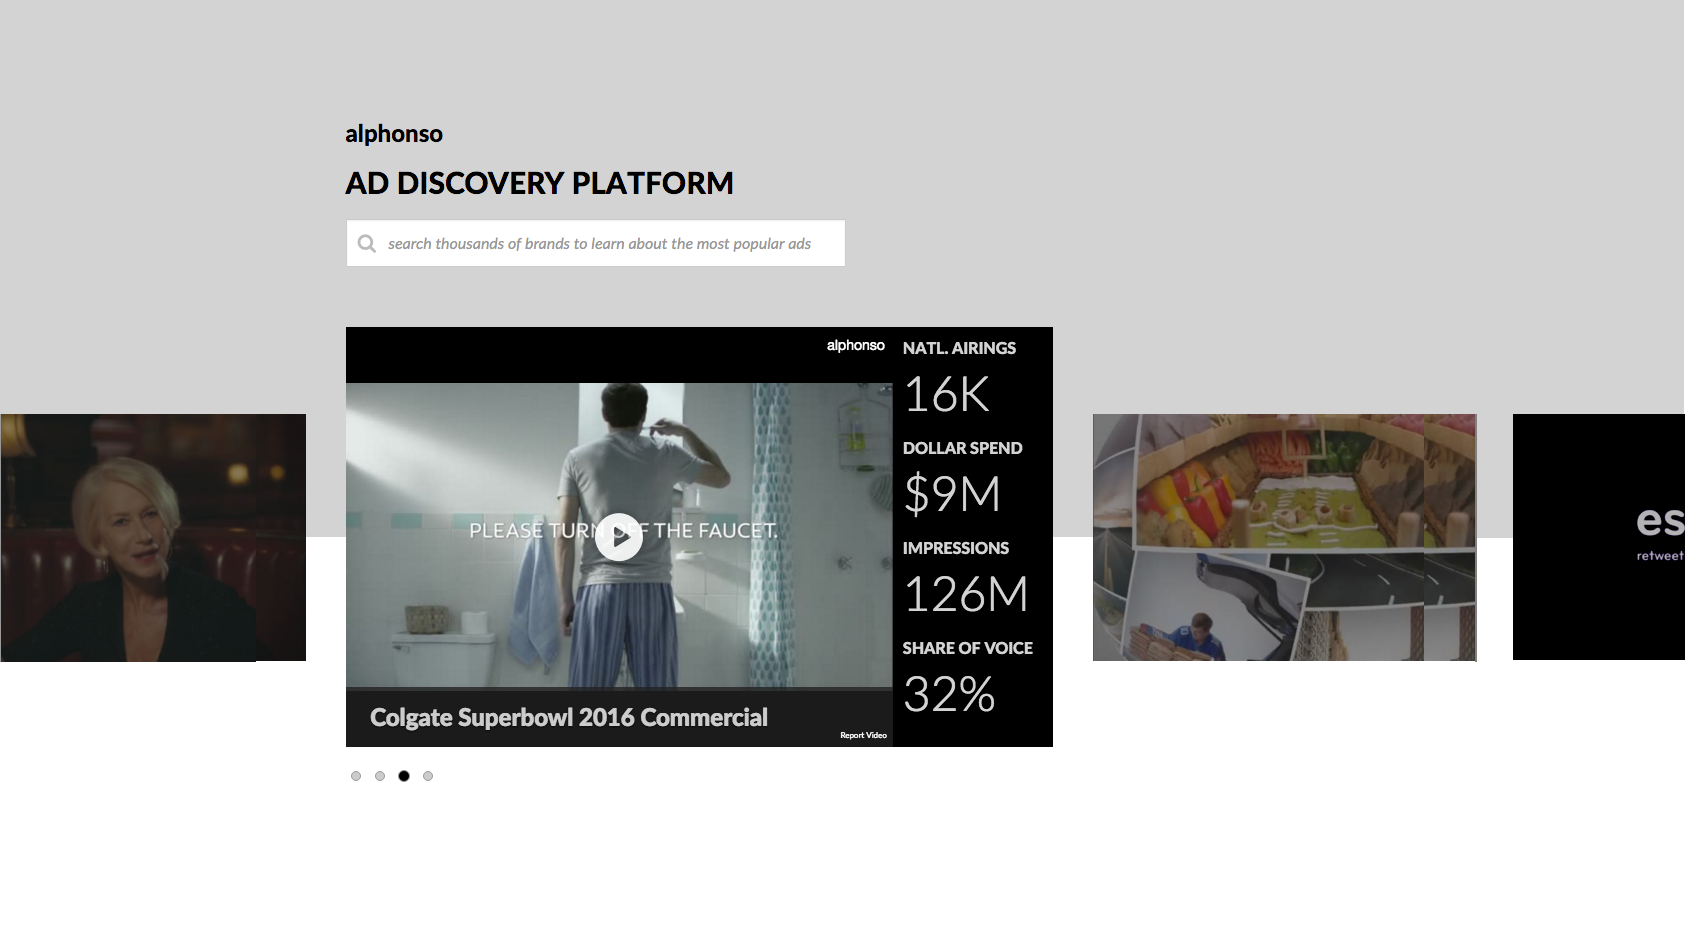 alphonso
AD DISCOVERY PLATFORM
search thousands of brands to learn about the most popular ads
alphonso
PLEASE TURN OFF THE FAUCET.
Colgate Superbowl 2016 Commercial
Report Video
NATL. AIRINGS
16K
DOLLAR SPEND
$9M
IMPRESSIONS
126M
SHARE OF VOICE
32%
es
retweet